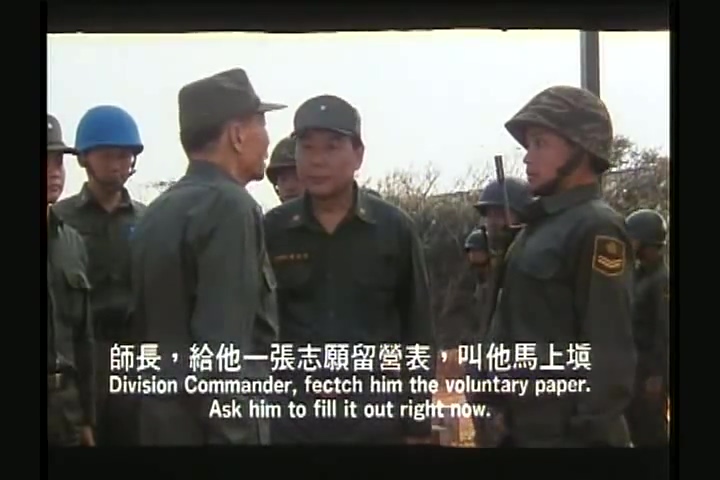 師長，給他一張志願留營表，叫他馬上填
Division Commander, fectch him the voluntary paper.
Ask him to fill it out right now.